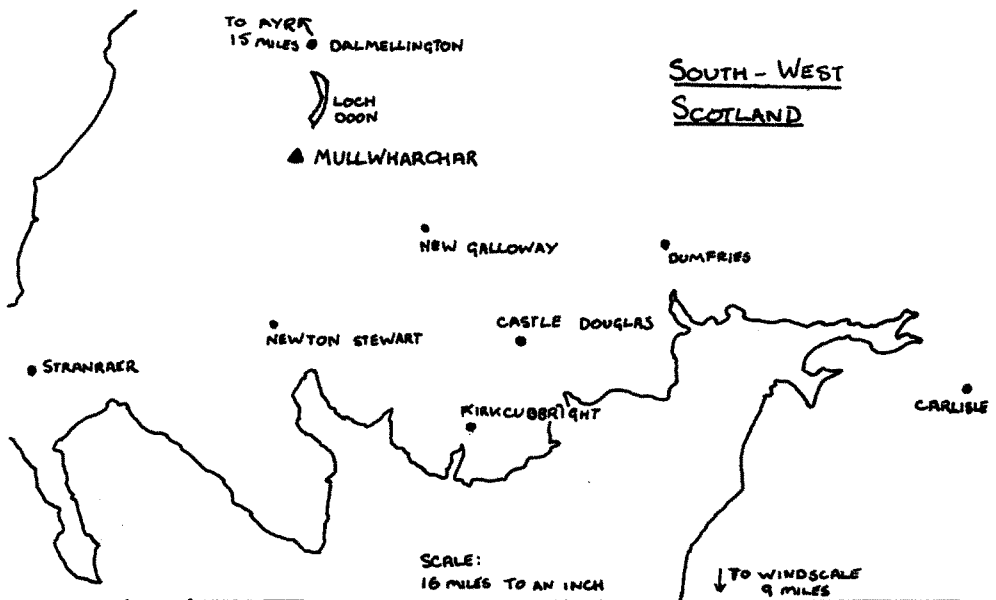 TO AYR
15 MILES
DALMELLINGTON
SOUTH - WEST
SCOTLAND
LOCH
DOON
MULLWHARCHAR
NEW GALLOWAY
DUMFRIES
NEWTON STEWART
CASTLE DOUGLAS
STRANRAER
KIRKCUBBRIGHT
CARLISLE
SCALE:
16 MILES TO AN INCH
TO WINDSCALE
9 MILES